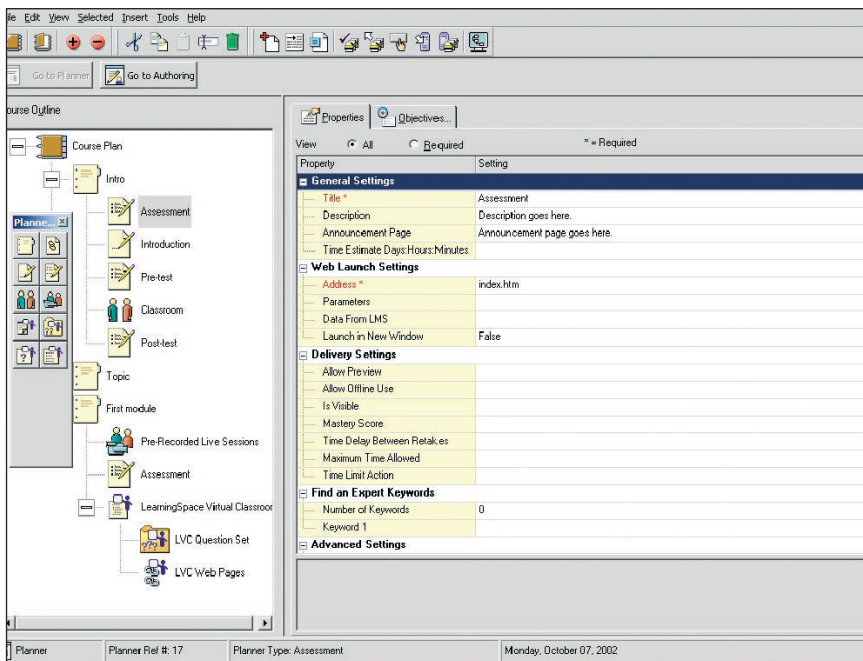 File Edit View Selected Insert Tools Help
Go to Planner
Go to Authoring
ourse Outline
Course Plan
Intro
Assessment
Introduction
Pre-test
Classroom
Post-test
Topic
First module
Pre-Recorded Live Sessions
Assessment
LearningSpace Virtual Classroor
LVC Question Set
LVC Web Pages
Planne...
Properties
Objectives...
View All Required * = Required
Property Setting
General Settings
Title * Assessment
Description Description goes here.
Announcement Page Announcement page goes here.
Time Estimate Days:Hours:Minutes
Web Launch Settings
Address * index.htm
Parameters
Data From LMS
Launch in New Window False
Delivery Settings
Allow Preview
Allow Offline Use
Is Visible
Mastery Score
Time Delay Between Retakes
Maximum Time Allowed
Time Limit Action
Find an Expert Keywords
Number of Keywords 0
Keyword 1
Advanced Settings
Planner Planner Ref #: 17 Planner Type: Assessment Monday, October 07, 2002